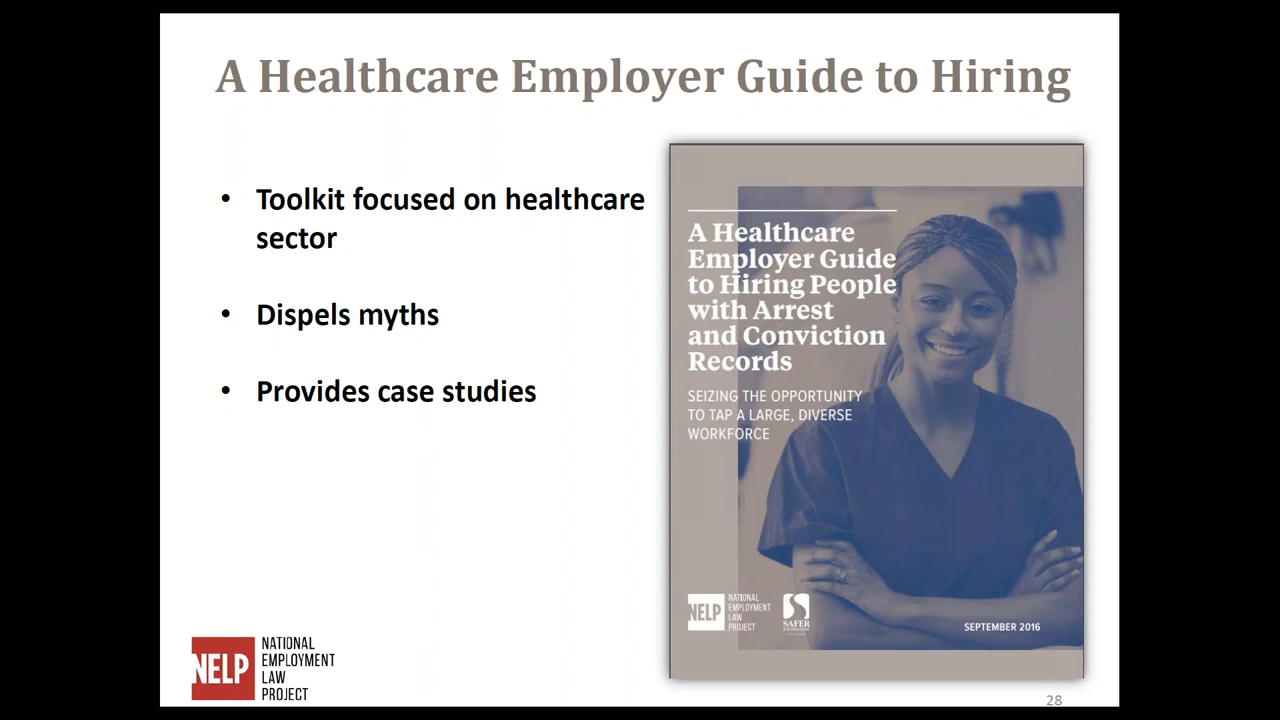 A Healthcare Employer Guide to Hiring
• Toolkit focused on healthcare
sector
• Dispels myths
• Provides case studies
A Healthcare
Employer Guide
to Hiring People
with Arrest
and Conviction
Records
SEIZING THE OPPORTUNITY
TO TAP A LARGE, DIVERSE
WORKFORCE
NELP
NATIONAL
EMPLOYMENT
LAW
PROJECT
SAFER
FOUNDATION
SEPTEMBER 2016
NELP
NATIONAL
EMPLOYMENT
LAW
PROJECT
28